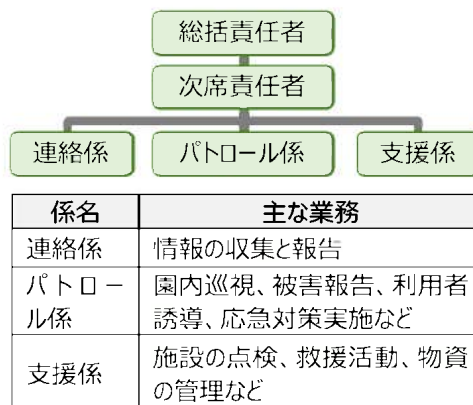 総括責任者
次席責任者
連絡係
パトロール係
支援係
係名 主な業務
連絡係 情報の収集と報告
パトロー
ル係
園内巡視、被害報告、利用者
誘導、応急対策実施など
支援係
施設の点検、救援活動、物資
の管理など